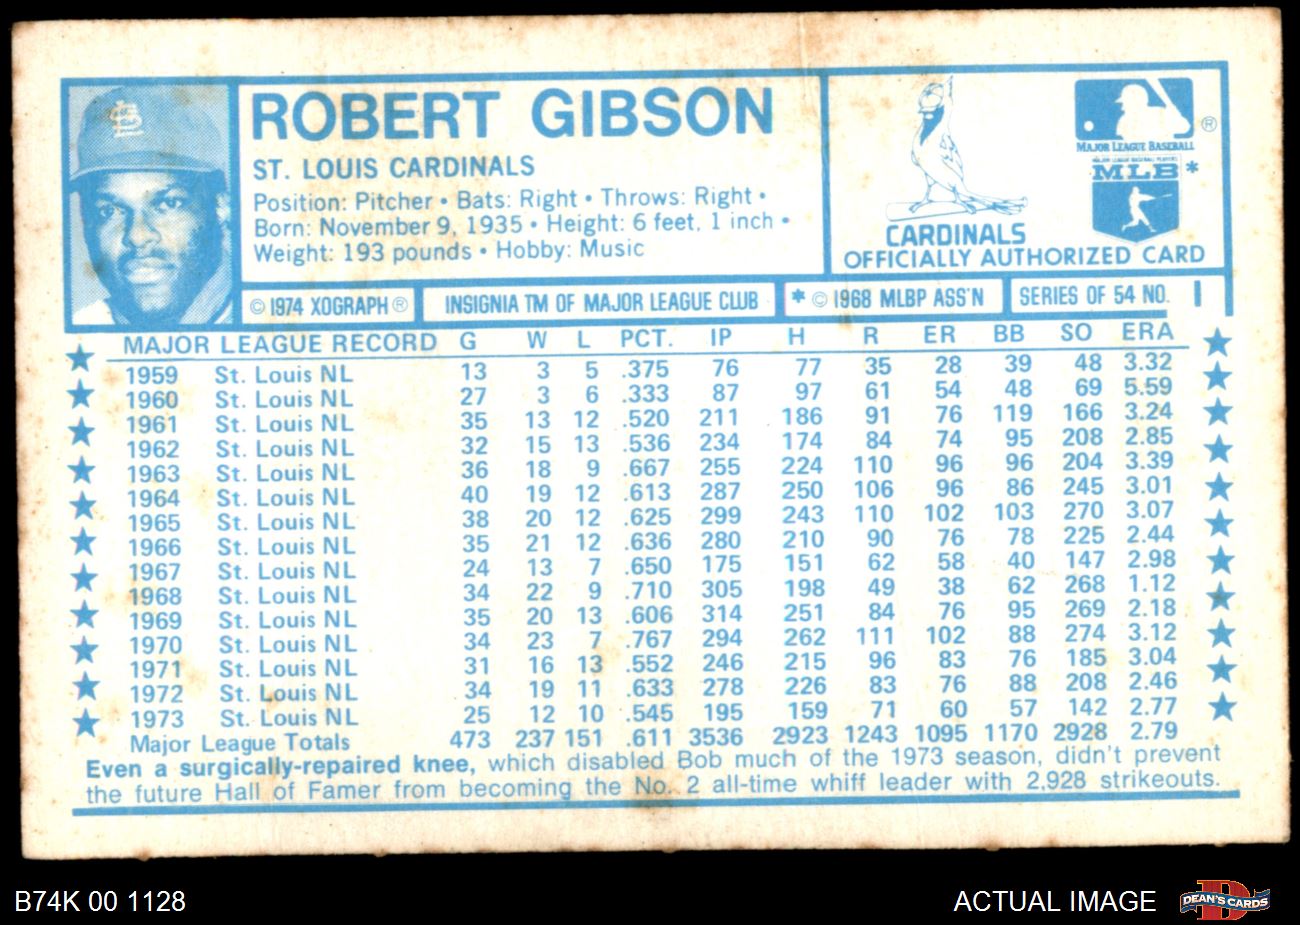 ROBERT GIBSON
ST. LOUIS CARDINALS
Position: Pitcher • Bats: Right • Throws: Right •
Born: November 9, 1935 • Height: 6 feet, 1 inch •
Weight: 193 pounds • Hobby: Music
CARDINALS
OFFICIALLY AUTHORIZED CARD
®
MAJOR LEAGUE BASEBALL
MAJOR LEAGUE BASEBALL PLAYERS
MLB *
© 1974 XOGRAPH ®
INSIGNIA TM OF MAJOR LEAGUE CLUB
* © 1968 MLBP ASS'N
SERIES OF 54 NO. 1
MAJOR LEAGUE RECORD G W L PCT. IP H R ER BB SO ERA
1959 St. Louis NL 13 3 5 .375 76 77 35 28 39 48 3.32
1960 St. Louis NL 27 3 6 .333 87 97 61 54 48 69 5.59
1961 St. Louis NL 35 13 12 .520 211 186 91 76 119 166 3.24
1962 St. Louis NL 32 15 13 .536 234 174 84 74 95 208 2.85
1963 St. Louis NL 36 18 9 .667 255 224 110 96 96 204 3.39
1964 St. Louis NL 40 19 12 .613 287 250 106 96 86 245 3.01
1965 St. Louis NL 38 20 12 .625 299 243 110 102 103 270 3.07
1966 St. Louis NL 35 21 12 .636 280 210 90 76 78 225 2.44
1967 St. Louis NL 24 13 7 .650 175 151 62 58 40 147 2.98
1968 St. Louis NL 34 22 9 .710 305 198 49 38 62 268 1.12
1969 St. Louis NL 35 20 13 .606 314 251 84 76 95 269 2.18
1970 St. Louis NL 34 23 7 .767 294 262 111 102 88 274 3.12
1971 St. Louis NL 31 16 13 .552 246 215 96 83 76 185 3.04
1972 St. Louis NL 34 19 11 .633 278 226 83 76 88 208 2.46
1973 St. Louis NL 25 12 10 .545 195 159 71 60 57 142 2.77
Major League Totals 473 237 151 .611 3536 2923 1243 1095 1170 2928 2.79
Even a surgically-repaired knee, which disabled Bob much of the 1973 season, didn't prevent
the future Hall of Famer from becoming the No. 2 all-time whiff leader with 2,928 strikeouts.
B74K 00 1128
ACTUAL IMAGE
DEAN'S CARDS